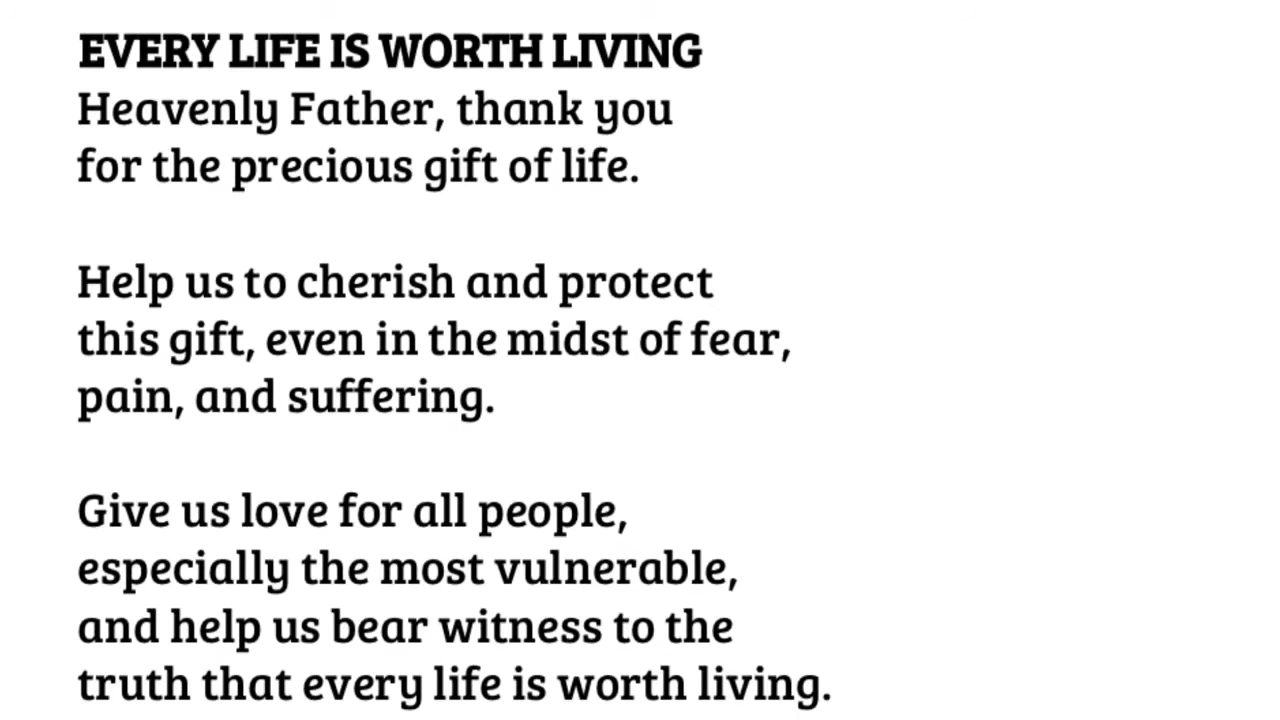 EVERY LIFE IS WORTH LIVING
Heavenly Father, thank you
for the precious gift of life.
Help us to cherish and protect
this gift, even in the midst of fear,
pain, and suffering.
Give us love for all people,
especially the most vulnerable,
and help us bear witness to the
truth that every life is worth living.